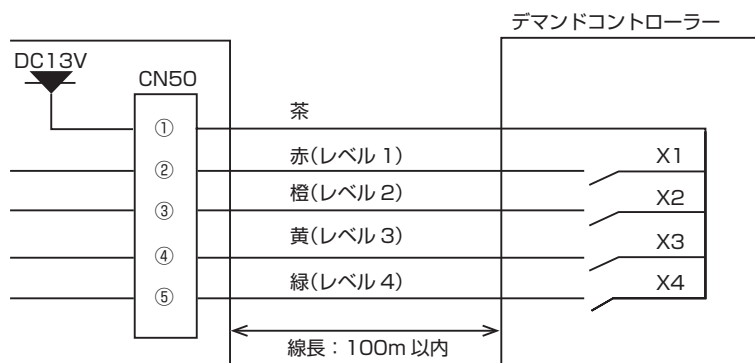 デマンドコントローラー
DC13V
CN50
① 茶
② 赤(レベル 1) X1
③ 橙(レベル 2) X2
④ 黄(レベル 3) X3
⑤ 緑(レベル 4) X4
線長：100m 以内